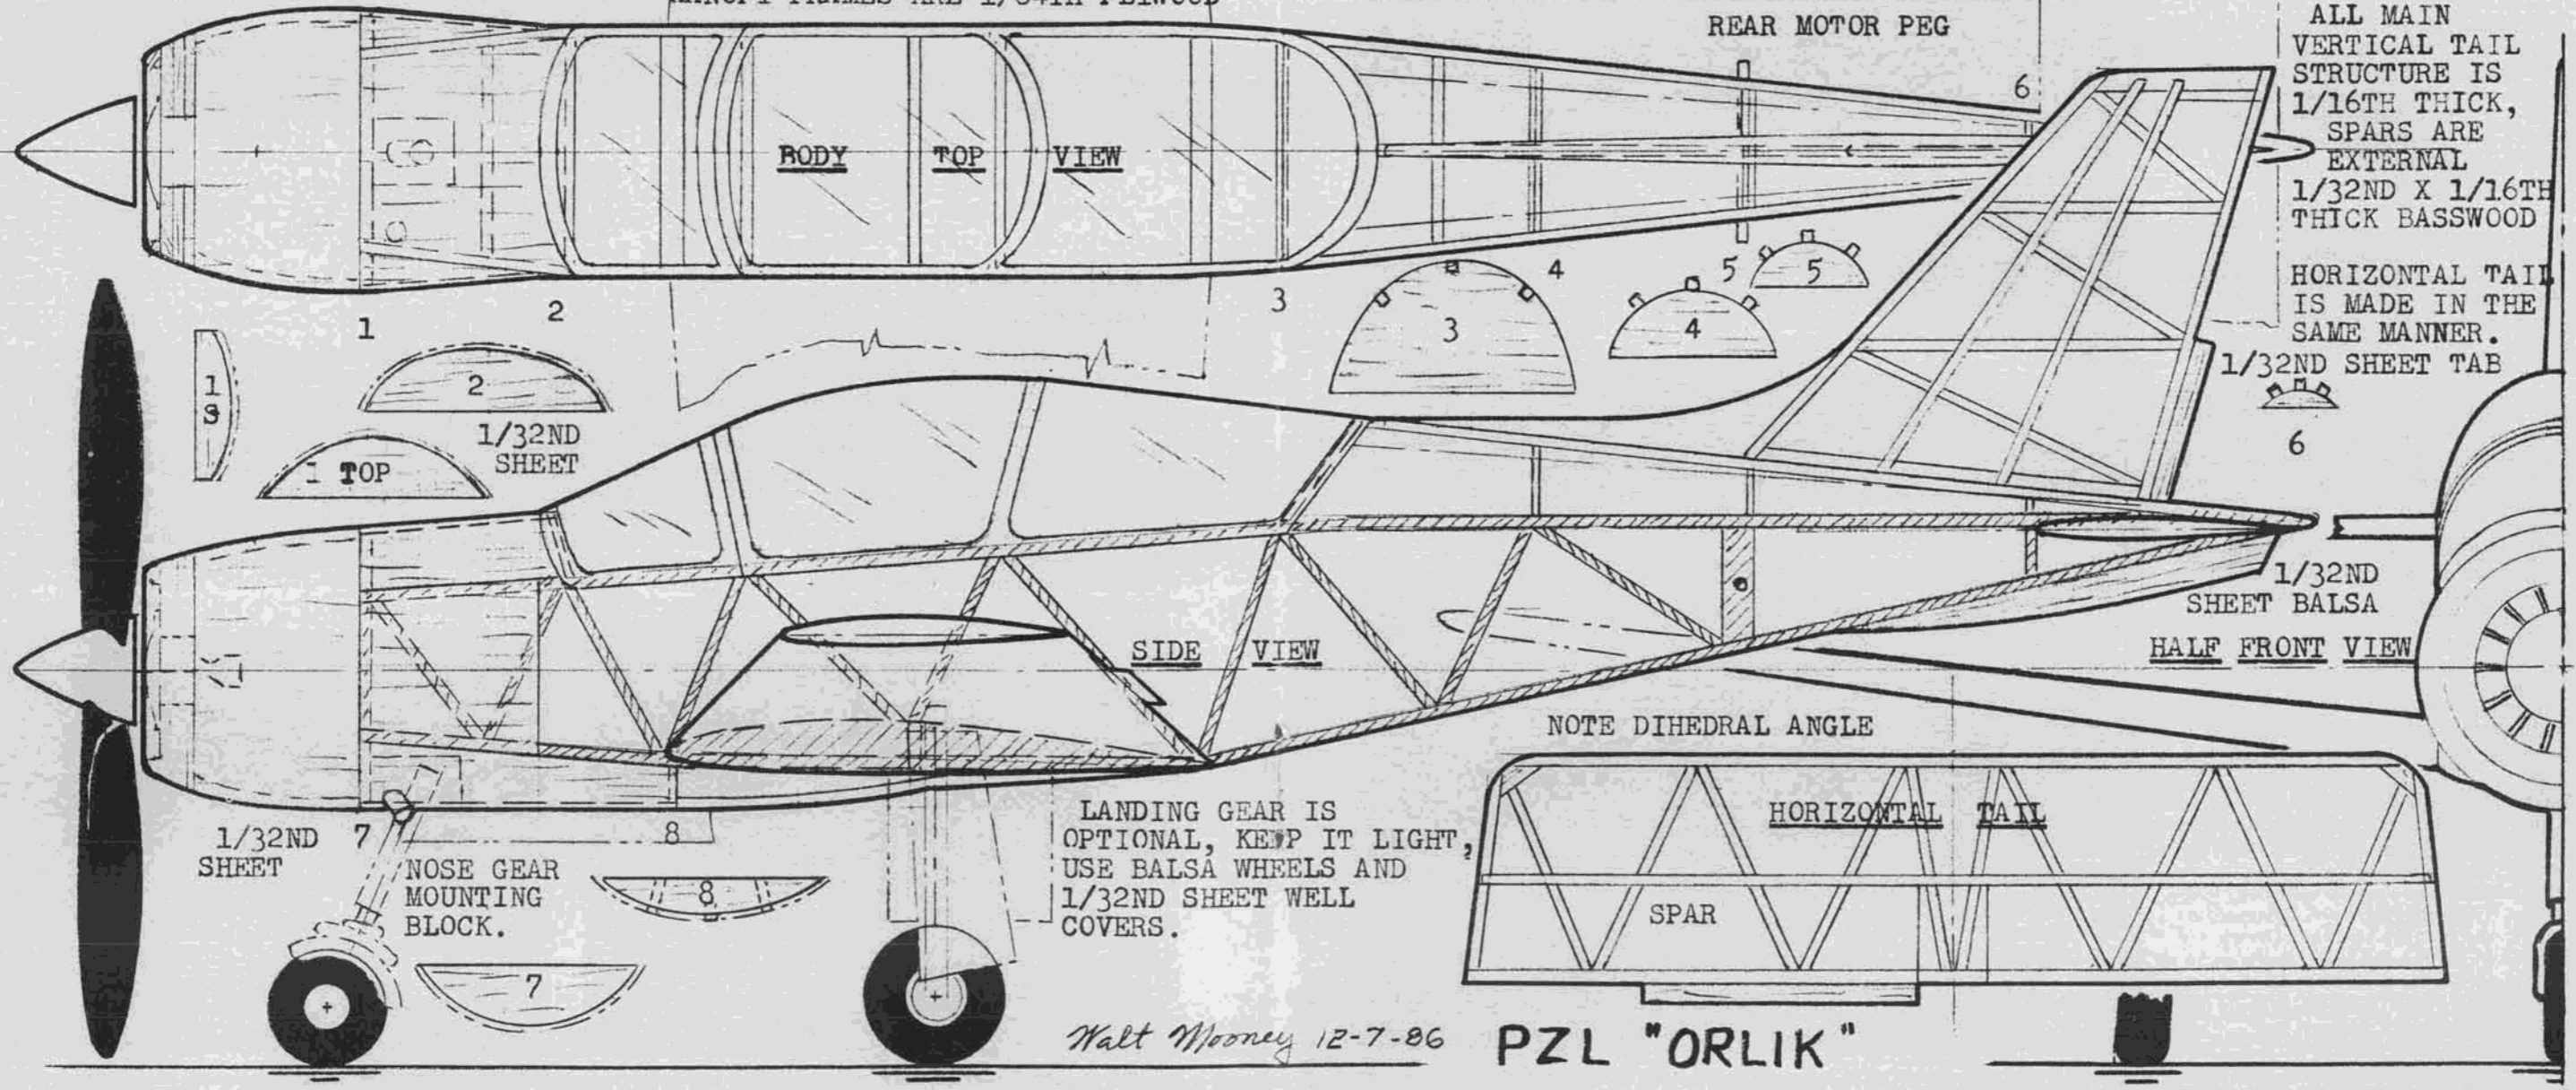 FRAMES ARE 1/64TH
REAR MOTOR PEG
ALL MAIN
VERTICAL TAIL
STRUCTURE IS
1/16TH THICK,
SPARS ARE
EXTERNAL
1/32ND X 1/16TH
THICK BASSWOOD
HORIZONTAL TAIL
IS MADE IN THE
SAME MANNER.
1/32ND SHEET TAB
6
BODY TOP VIEW
1
2
3
4
5
6
1
S
2
1/32ND
SHEET
1 TOP
3
4
5
SIDE VIEW
1/32ND
SHEET BALSA
HALF FRONT VIEW
NOTE DIHEDRAL ANGLE
1/32ND
SHEET
7
8
NOSE GEAR
MOUNTING
BLOCK.
8
7
LANDING GEAR IS
OPTIONAL, KEEP IT LIGHT,
USE BALSA WHEELS AND
1/32ND SHEET WELL
COVERS.
HORIZONTAL TAIL
SPAR
Walt Mooney 12-7-86
PZL "ORLIK"